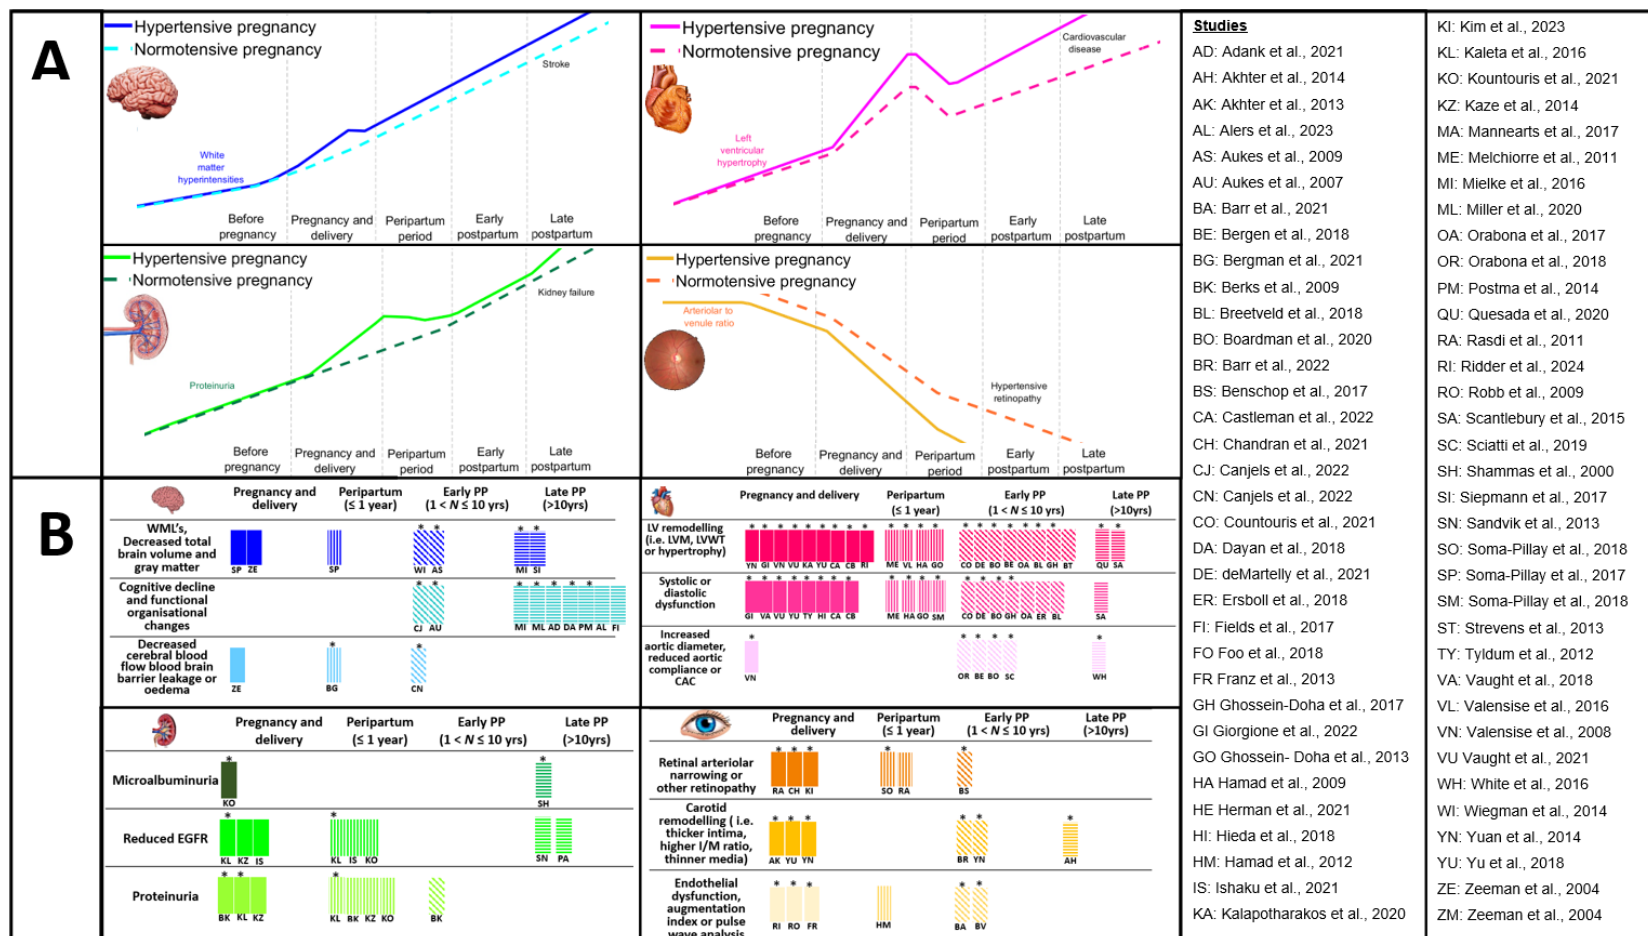 A
Hypertensive pregnancy
Normotensive pregnancy
Stroke
White
matter
hyperintensities
Before
pregnancy
Pregnancy and
delivery
Peripartum
period
Early
postpartum
Late
postpartum
Hypertensive pregnancy
Normotensive pregnancy
Cardiovascular
disease
Left
ventricular
hypertrophy
Before
pregnancy
Pregnancy and
delivery
Peripartum
period
Early
postpartum
Late
postpartum
Hypertensive pregnancy
Normotensive pregnancy
Kidney failure
Proteinuria
Before
pregnancy
Pregnancy and
delivery
Peripartum
period
Early
postpartum
Late
postpartum
Hypertensive pregnancy
Normotensive pregnancy
Arteriolar to
venule ratio
Hypertensive
retinopathy
Before
pregnancy
Pregnancy and
delivery
Peripartum
period
Early
postpartum
Late
postpartum
B
Pregnancy and
delivery
Peripartum
(≤ 1 year)
Early PP
(1 < N ≤ 10 yrs)
Late PP
(>10yrs)
WML's,
Decreased total
brain volume and
gray matter
* * * * 
SP ZE SP WI AS MI SI
Cognitive decline
and functional
organisational
changes
* * * * * * *
CJ AU MI ML AD DA PM AL FI
Decreased
cerebral blood
flow blood brain
barrier leakage or
oedema
* *
ZE BG CN
Pregnancy and delivery
Peripartum
(≤ 1 year)
Early PP
(1 < N ≤ 10 yrs)
Late PP
(>10yrs)
LV remodelling
(i.e. LVM, LVWT
or hypertrophy)
* * * * * * * * * * * * * * * * * * * * * *
YN GI VN VU KA YU CA CB RI ME VL HA GO CO DE BO BE OA BL GH BT QU SA
Systolic or
diastolic
dysfunction
* * * * * * * * * * * * * * * *
GI VA VU YU TY HI CA CB ME HA GO SM CO DE BO GH OA ER BL SA
Increased
aortic diameter,
reduced aortic
compliance or
CAC
* * * * * *
VN OR BE BO SC WH
Pregnancy and
delivery
Peripartum
(≤ 1 year)
Early PP
(1 < N ≤ 10 yrs)
Late PP
(>10yrs)
Microalbuminuria
* *
KO SH
Reduced EGFR
* *
KL KZ IS KL IS KO SN PA
Proteinuria
* * *
BK KL KZ KL BK KZ KO BK
Pregnancy and
delivery
Peripartum
(≤ 1 year)
Early PP
(1 < N ≤ 10 yrs)
Late PP
(>10yrs)
Retinal arteriolar
narrowing or
other retinopathy
* * * * *
RA CH KI SO RA BS
Carotid
remodelling ( i.e.
thicker intima,
higher I/M ratio,
thinner media)
* * * * * *
AK YU YN BR YN AH
Endothelial
dysfunction,
augmentation
index or pulse
wave analysis
* * * * *
RI RO FR HM BA BV
Studies
AD: Adank et al., 2021
AH: Akhter et al., 2014
AK: Akhter et al., 2013
AL: Alers et al., 2023
AS: Aukes et al., 2009
AU: Aukes et al., 2007
BA: Barr et al., 2021
BE: Bergen et al., 2018
BG: Bergman et al., 2021
BK: Berks et al., 2009
BL: Breetveld et al., 2018
BO: Boardman et al., 2020
BR: Barr et al., 2022
BS: Benschop et al., 2017
CA: Castleman et al., 2022
CH: Chandran et al., 2021
CJ: Canjels et al., 2022
CN: Canjels et al., 2022
CO: Countouris et al., 2021
DA: Dayan et al., 2018
DE: deMartelly et al., 2021
ER: Ersboll et al., 2018
FI: Fields et al., 2017
FO Foo et al., 2018
FR Franz et al., 2013
GH Ghossein-Doha et al., 2017
GI Giorgione et al., 2022
GO Ghossein- Doha et al., 2013
HA Hamad et al., 2009
HE Herman et al., 2021
HI: Hieda et al., 2018
HM: Hamad et al., 2012
IS: Ishaku et al., 2021
KA: Kalapotharakos et al., 2020
KI: Kim et al., 2023
KL: Kaleta et al., 2016
KO: Kountouris et al., 2021
KZ: Kaze et al., 2014
MA: Mannearts et al., 2017
ME: Melchiorre et al., 2011
MI: Mielke et al., 2016
ML: Miller et al., 2020
OA: Orabona et al., 2017
OR: Orabona et al., 2018
PM: Postma et al., 2014
QU: Quesada et al., 2020
RA: Rasdi et al., 2011
RI: Ridder et al., 2024
RO: Robb et al., 2009
SA: Scantlebury et al., 2015
SC: Sciatti et al., 2019
SH: Shammas et al., 2000
SI: Siepmann et al., 2017
SN: Sandvik et al., 2013
SO: Soma-Pillay et al., 2018
SP: Soma-Pillay et al., 2017
SM: Soma-Pillay et al., 2018
ST: Strevens et al., 2013
TY: Tyldum et al., 2012
VA: Vaught et al., 2018
VL: Valensise et al., 2016
VN: Valensise et al., 2008
VU Vaught et al., 2021
WH: White et al., 2016
WI: Wiegman et al., 2014
YN: Yuan et al., 2014
YU: Yu et al., 2018
ZE: Zeeman et al., 2004
ZM: Zeeman et al., 2004